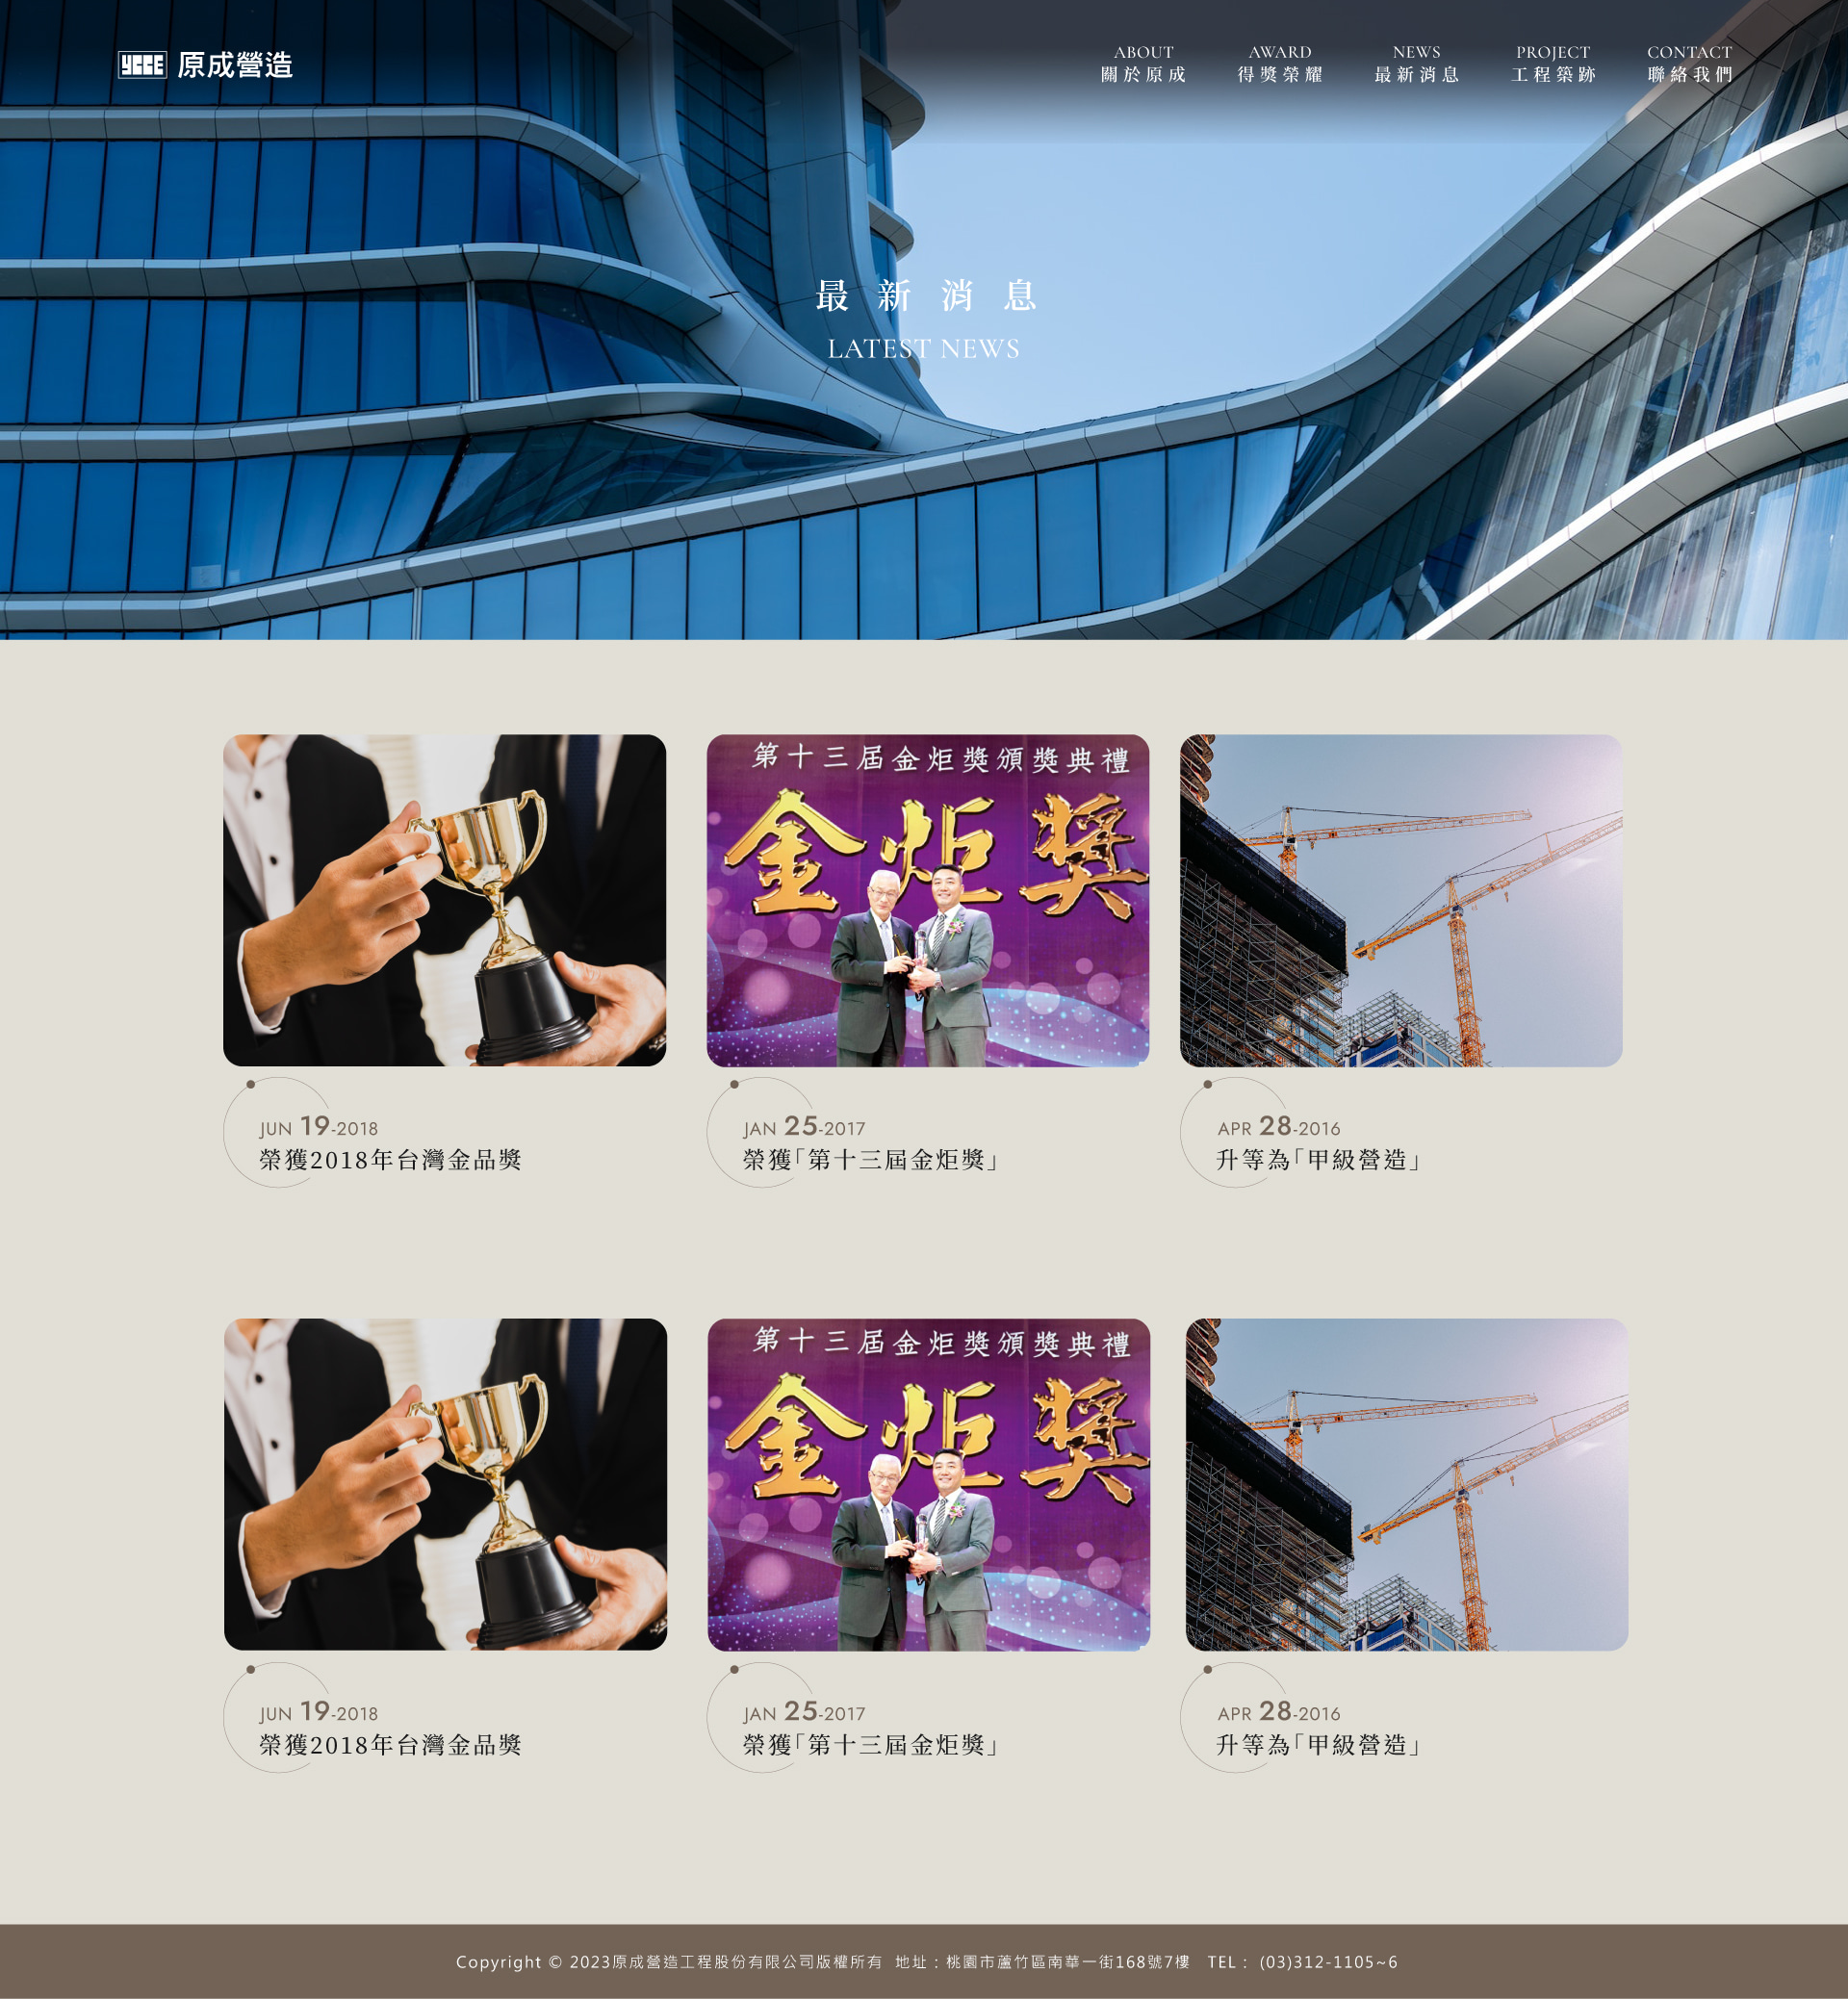 YCCE 原成營造
ABOUT AWARD NEWS PROJECT CONTACT
關於原成 得獎榮耀 最新消息 工程築跡 聯絡我們
最新消息
LATEST NEWS
第十三屆金炬獎頒獎典禮
金炬獎
JUN 19-2018
榮獲2018年台灣金品獎
JAN 25-2017
榮獲「第十三屆金炬獎」
APR 28-2016
升等為「甲級營造」
第十三屆金炬獎頒獎典禮
金炬獎
JUN 19-2018
榮獲2018年台灣金品獎
JAN 25-2017
榮獲「第十三屆金炬獎」
APR 28-2016
升等為「甲級營造」
Copyright © 2023原成營造工程股份有限公司版權所有 地址：桃園市蘆竹區南華一街168號7樓 TEL： (03)312-1105~6